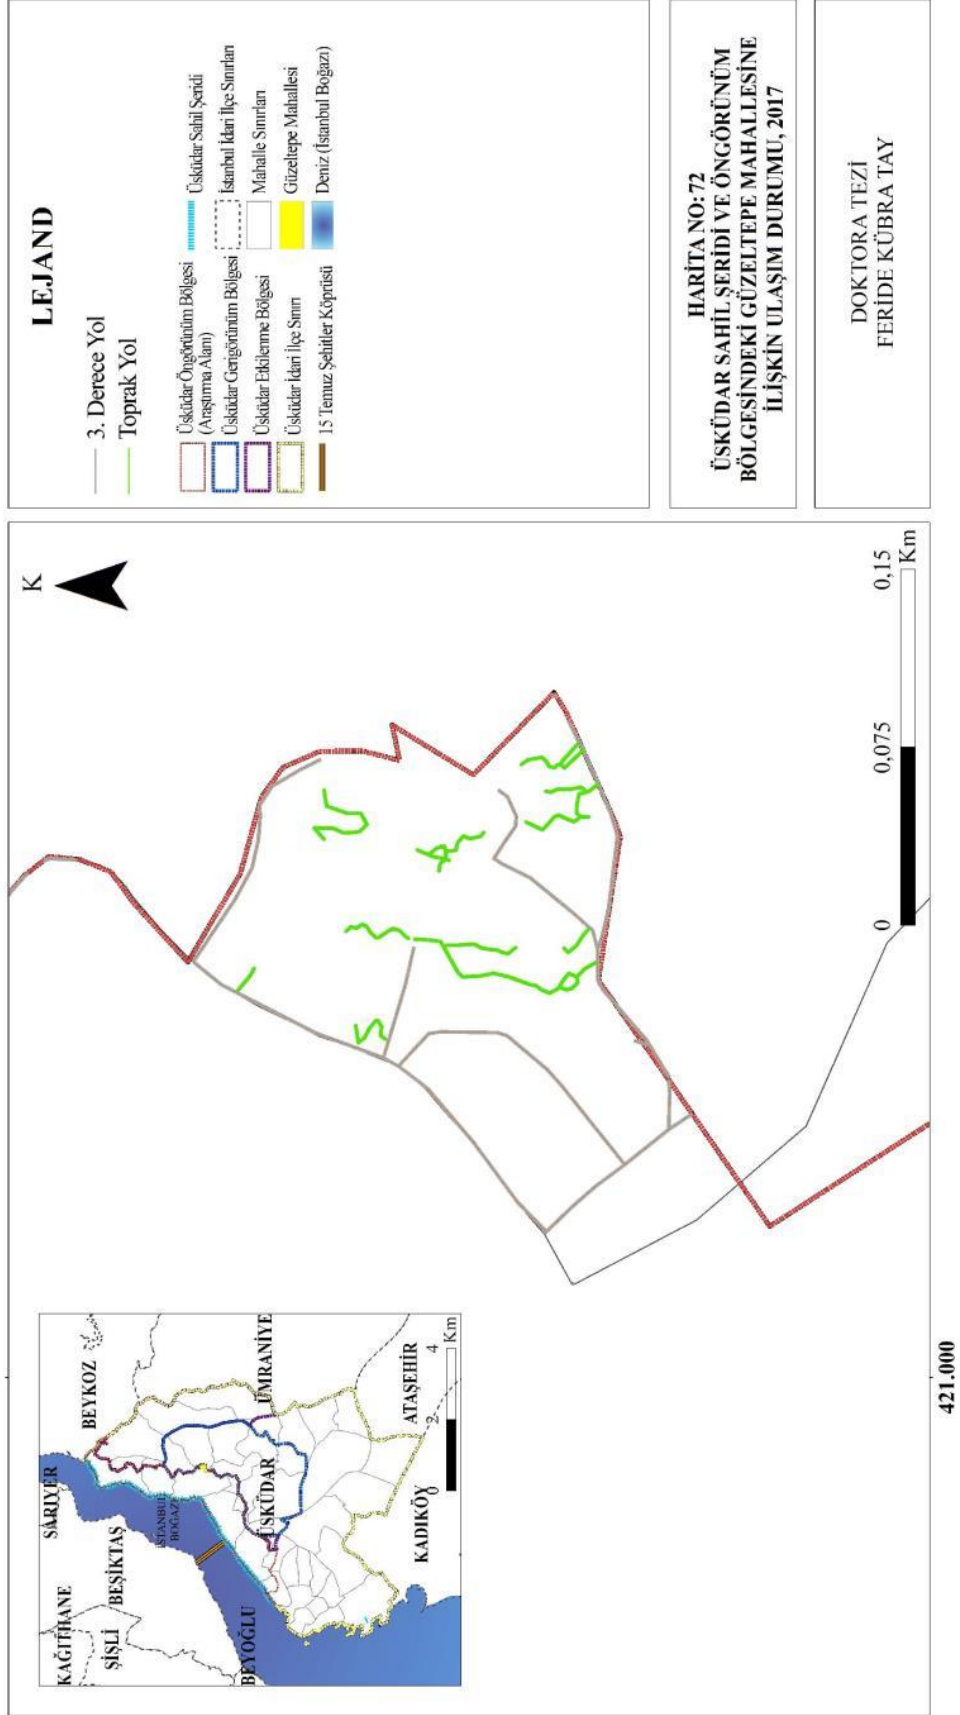 LEJAND
3. Derece Yol
Toprak Yol
Üsküdar Öngörünüm Bölgesi
(Araştırma Alanı)
Üsküdar Gerigörünüm Bölgesi
Üsküdar Etkilenme Bölgesi
Üsküdar İdari İlçe Sınırı
15 Temuz Şehitler Köprüsü
Üsküdar Sahil Şeridi
İstanbul İdari İlçe Sınırları
Mahalle Sınırları
Güzeltepe Mahallesi
Deniz (İstanbul Boğazı)
HARİTA NO: 72
ÜSKÜDAR SAHİL ŞERİDİ VE ÖNGÖRÜNÜM
BÖLGESİNDEKİ GÜZELTEPE MAHALLESİNE
İLİŞKİN ULAŞIM DURUMU, 2017
DOKTORA TEZİ
FERİDE KÜBRA TAY
K
0 0,075 0,15
Km
KAĞITHANE
SARIYER
BEYKOZ
ŞİŞLİ
BEŞİKTAŞ
İSTANBUL
BOĞAZI
BEYOĞLU
ÜSKÜDAR
ÜMRANİYE
KADIKÖY
ATAŞEHİR
0 2 4
Km
421.000